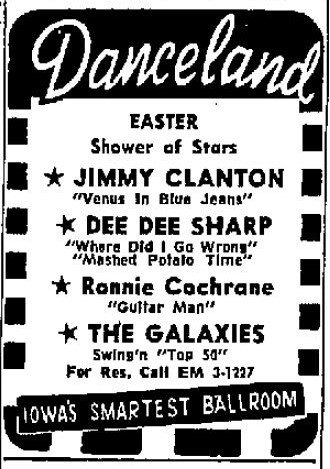 Danceland
EASTER
Shower of Stars
★ JIMMY CLANTON
"Venus In Blue Jeans"
★ DEE DEE SHARP
"Where Did I Go Wrong"
"Mashed Potato Time"
★ Ronnie Cochrane
"Guitar Man"
★ THE GALAXIES
Swing'n "Top 50"
For Res. Call EM 3-1227
IOWA'S SMARTEST BALLROOM